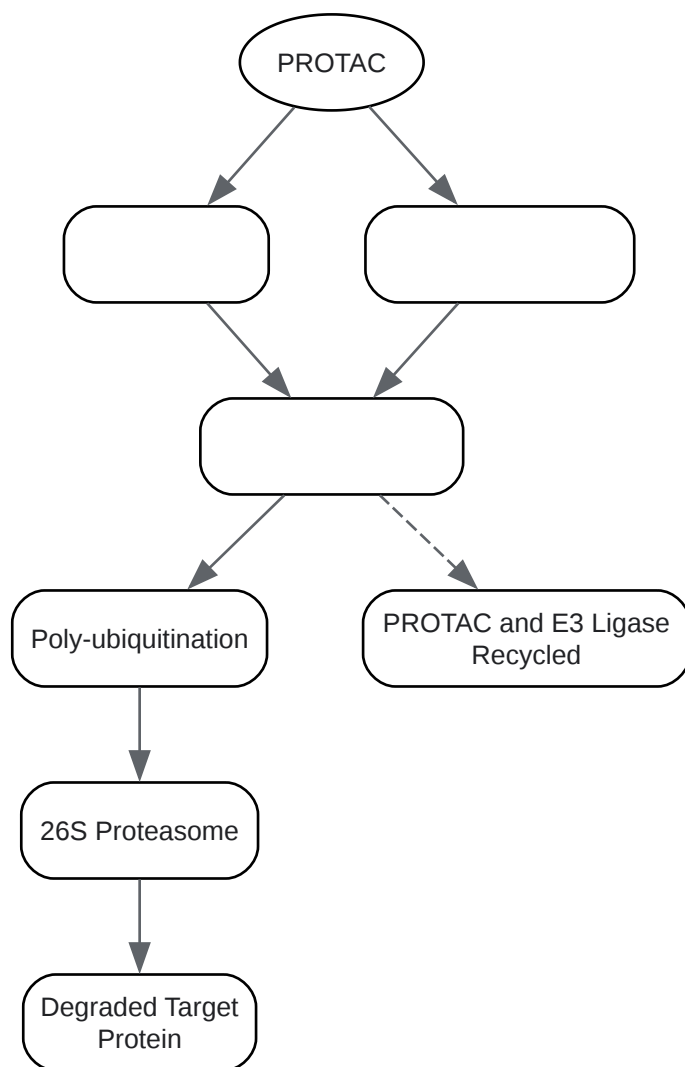 PROTAC
Poly-ubiquitination
PROTAC and E3 Ligase
Recycled
26S Proteasome
Degraded Target
Protein